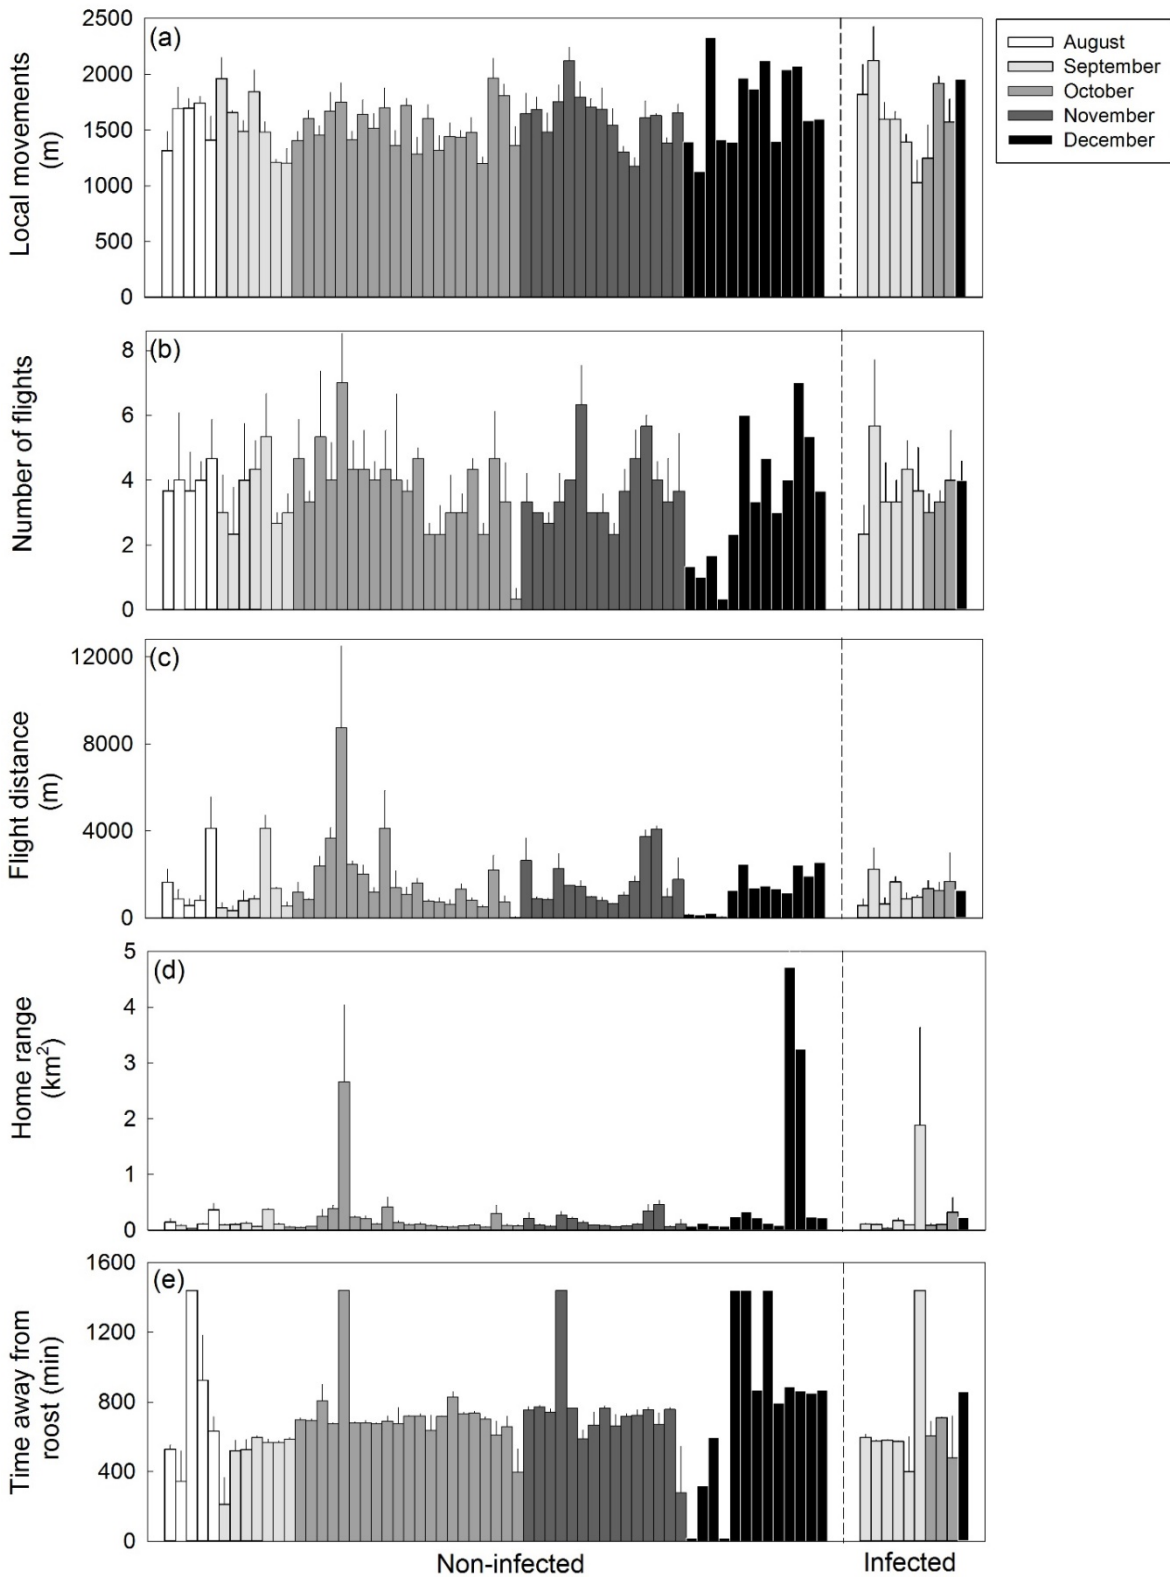 (a)
2500
2000
1500
1000
500
0
Local movements
(m)
August
September
October
November
December
(b)
8
6
4
2
0
Number of flights
(c)
12000
8000
4000
0
Flight distance
(m)
(d)
5
4
3
2
1
0
Home range
(km²)
(e)
1600
1200
800
400
0
Time away from
roost (min)
Non-infected
Infected